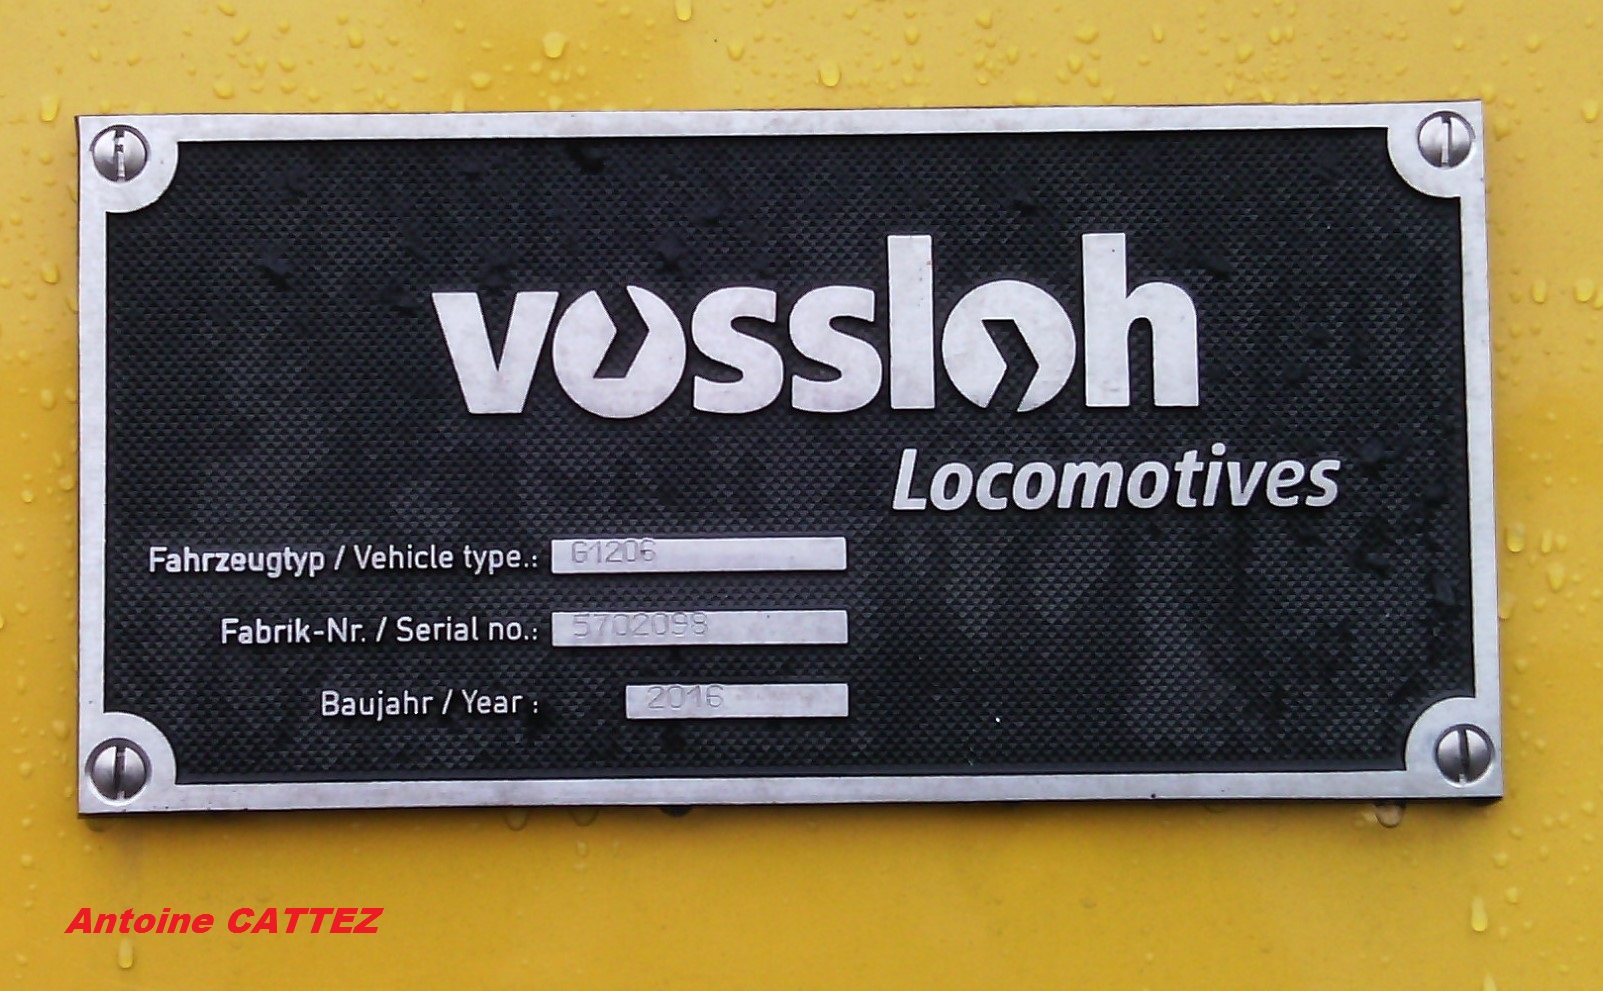 vossloh
Locomotives
Fahrzeugtyp / Vehicle type.: G1206
Fabrik-Nr. / Serial no.: 5702098
Baujahr / Year : 2016
Antoine CATTEZ